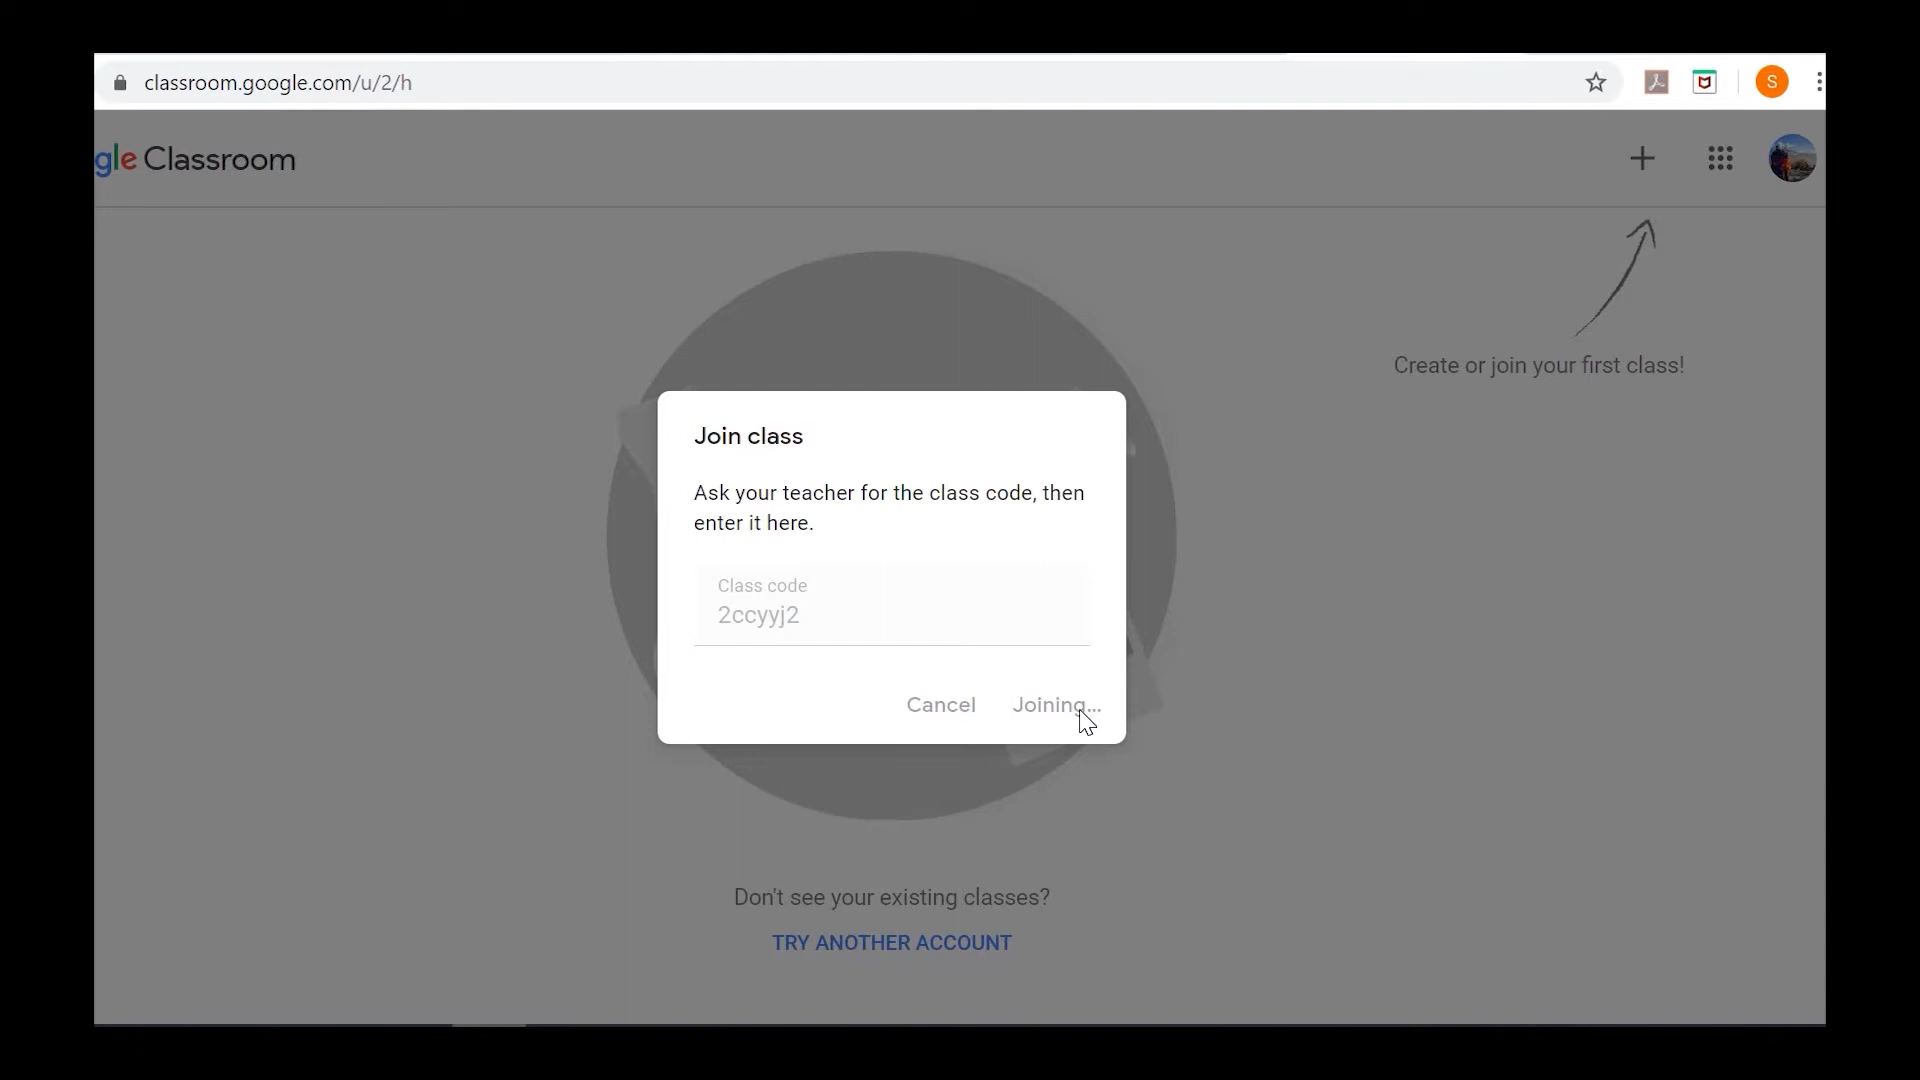 classroom.google.com/u/2/h
S
gle Classroom
Create or join your first class!
Join class
Ask your teacher for the class code, then
enter it here.
Class code
2ccyyj2
Cancel Joining...
Don't see your existing classes?
TRY ANOTHER ACCOUNT